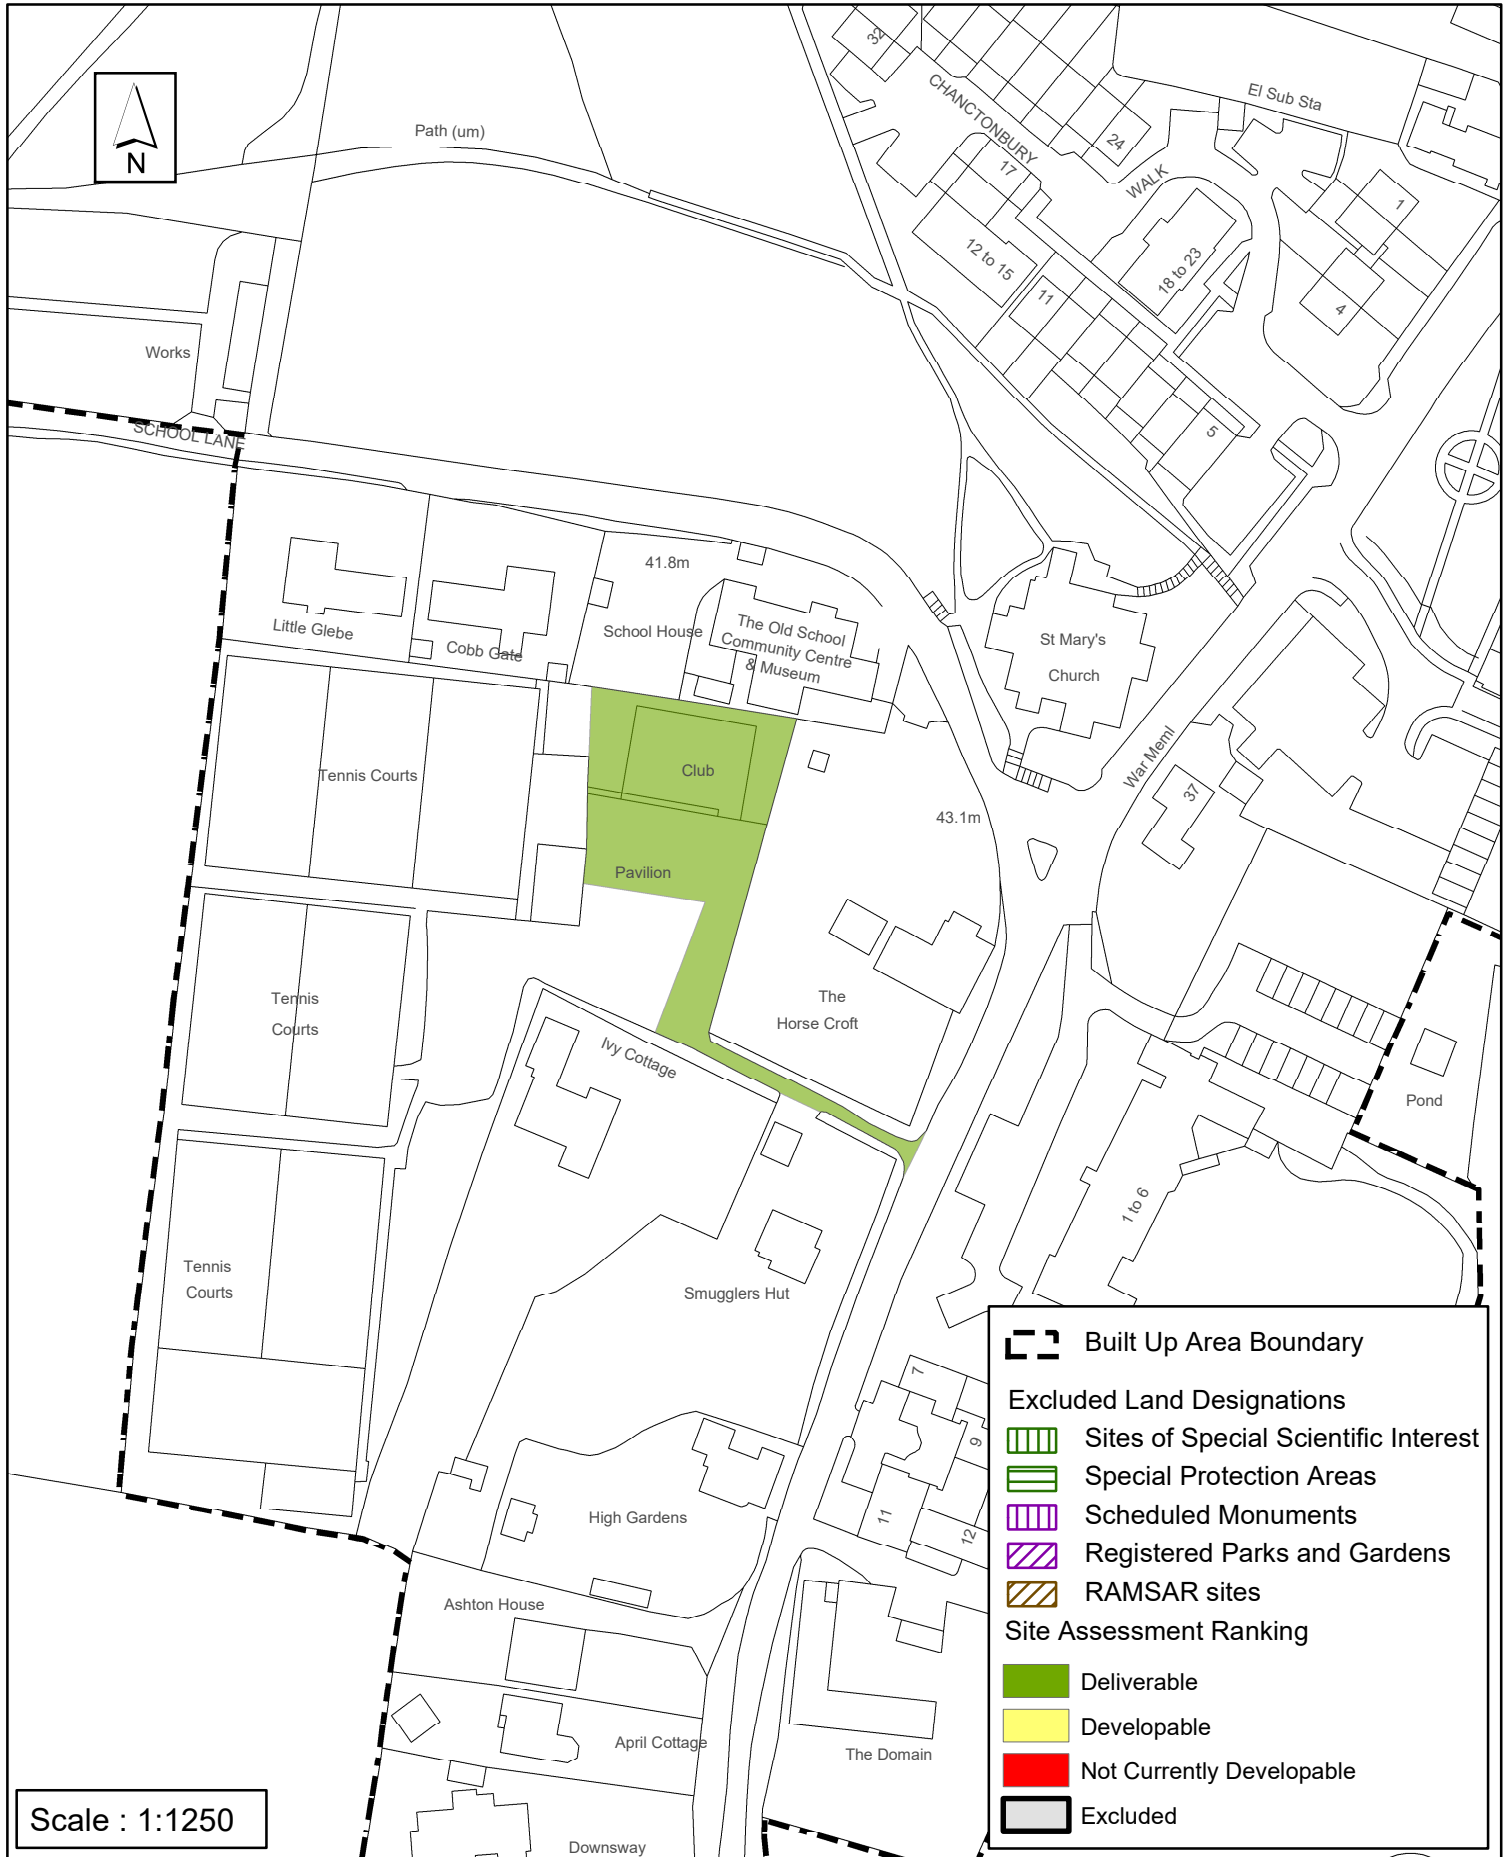 32
CHANCTONBURY
El Sub Sta
Path (um)
N
24
17
WALK
1
12 to 15
18 to 23
11
4
Works
5
SCHOOL LANE
41.8m
School House
The Old School
Community Centre
& Museum
Little Glebe
Cobb Gate
St Mary's
Church
Tennis Courts
Club
War Meml
37
43.1m
Pavilion
Tennis
Courts
The
Horse Croft
Ivy Cottage
Pond
1 to 6
Tennis
Courts
Smugglers Hut
7
9
11
12
High Gardens
Ashton House
April Cottage
The Domain
Downsway
Scale : 1:1250
Built Up Area Boundary
Excluded Land Designations
Sites of Special Scientific Interest
Special Protection Areas
Scheduled Monuments
Registered Parks and Gardens
RAMSAR sites
Site Assessment Ranking
Deliverable
Developable
Not Currently Developable
Excluded